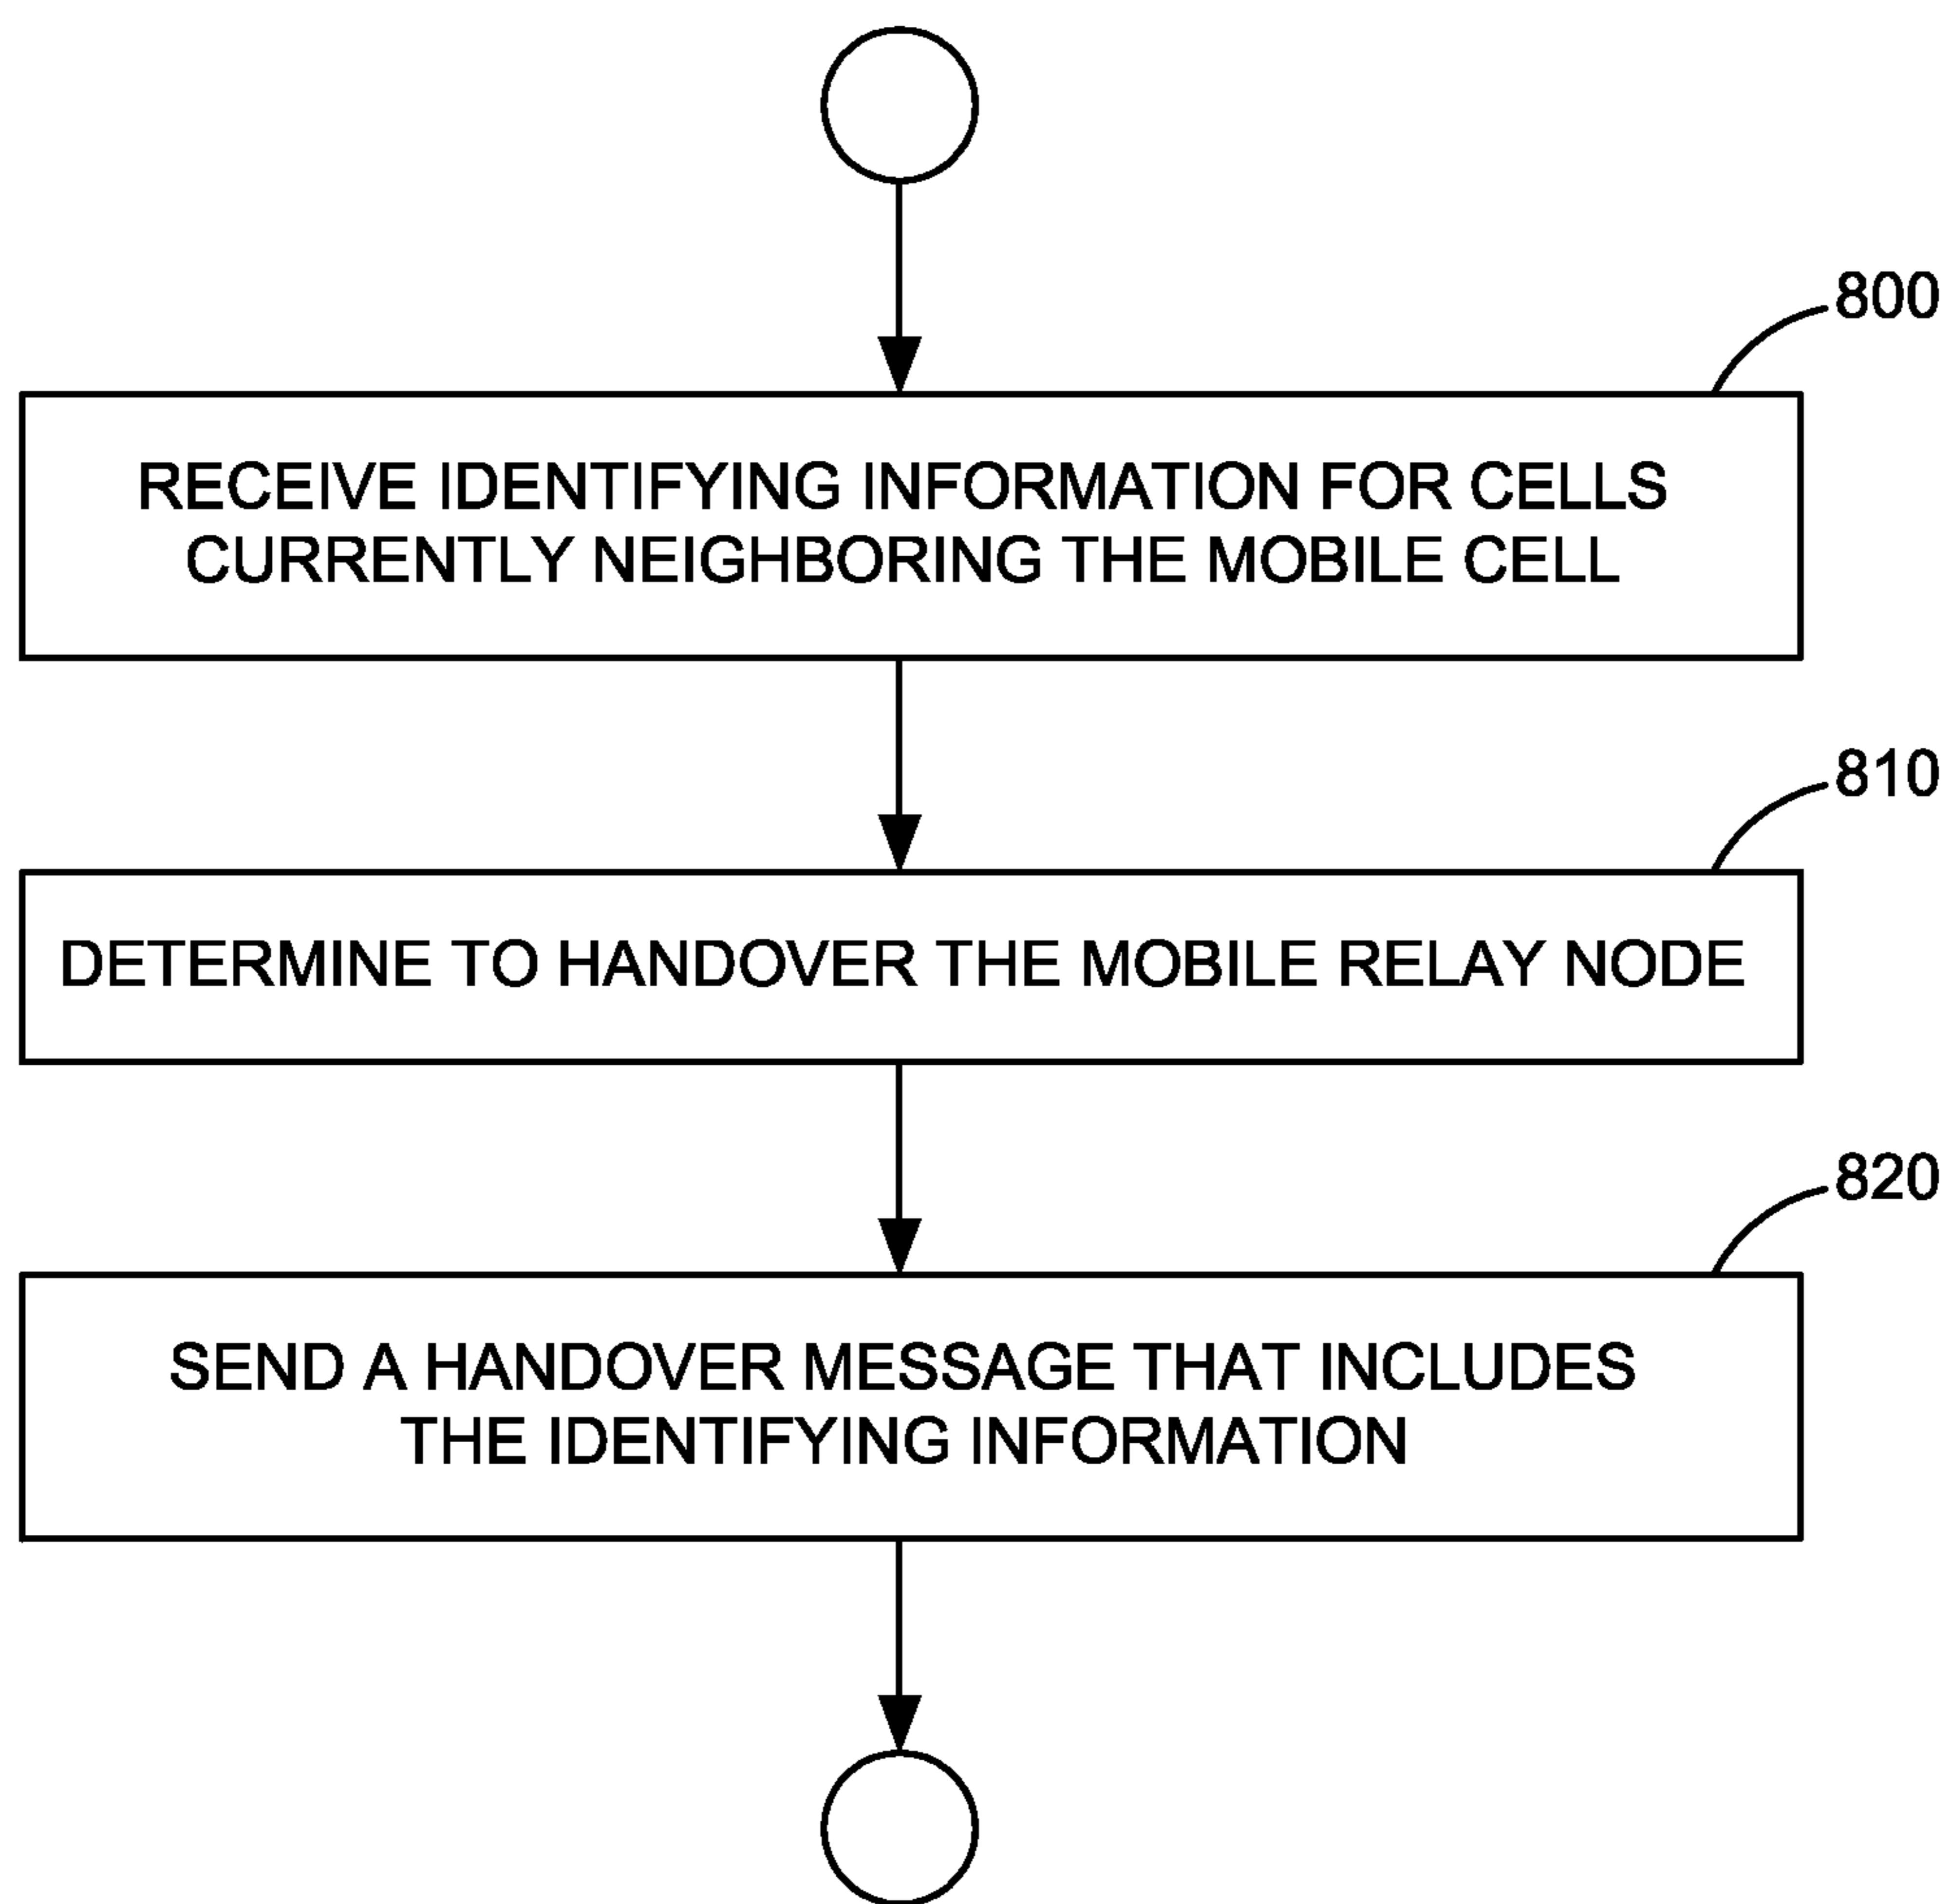 800
RECEIVE IDENTIFYING INFORMATION FOR CELLS
CURRENTLY NEIGHBORING THE MOBILE CELL
810
DETERMINE TO HANDOVER THE MOBILE RELAY NODE
820
SEND A HANDOVER MESSAGE THAT INCLUDES
THE IDENTIFYING INFORMATION